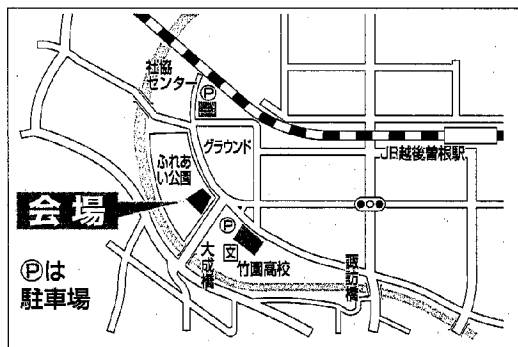 社協
センター
Ⓟ
グラウンド
JR越後曽根駅
ふれあ
い公園
会場
Ⓟ
文
大成橋
竹園高校
諏訪橋
Ⓟは
駐車場